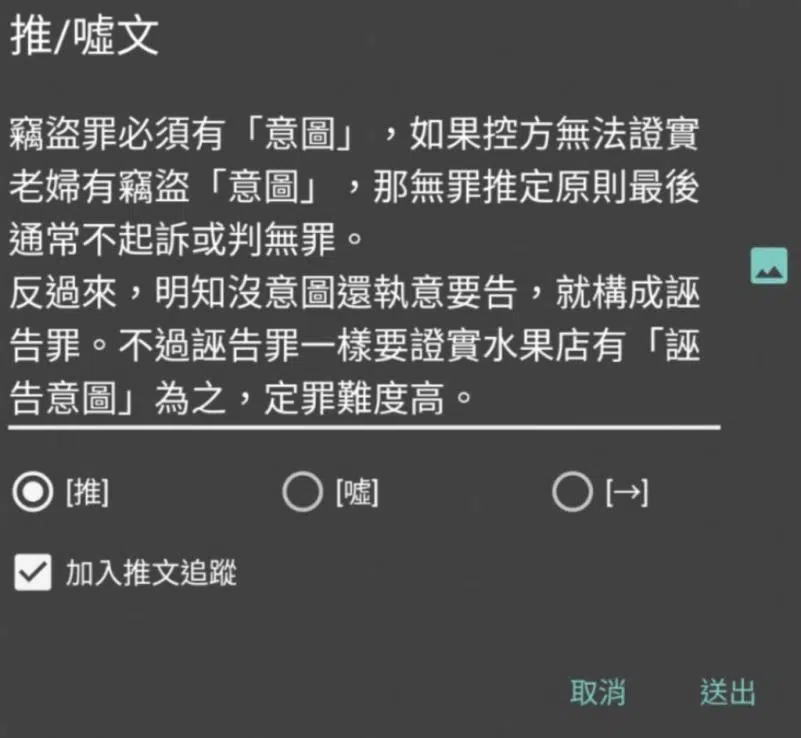 推/噓文
竊盜罪必須有「意圖」，如果控方無法證實
老婦有竊盜「意圖」，那無罪推定原則最後
通常不起訴或判無罪。
反過來，明知沒意圖還執意要告，就構成誣
告罪。不過誣告罪一樣要證實水果店有「誣
告意圖」為之，定罪難度高。
[推] [噓] [→]
加入推文追蹤
取消 送出